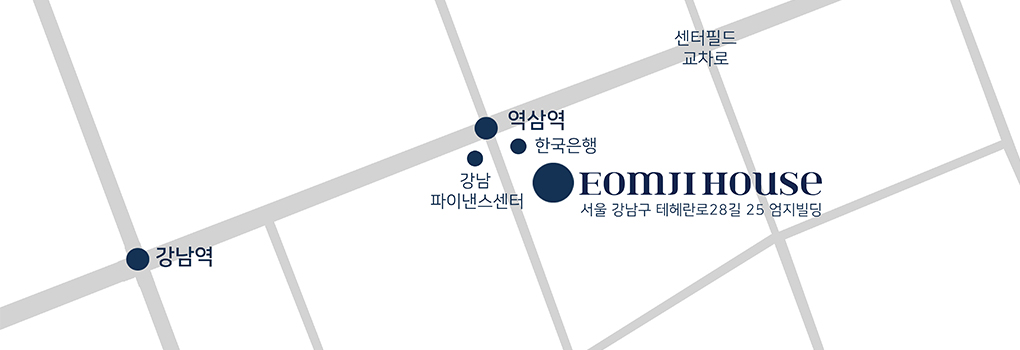 센터필드
교차로
역삼역
한국은행
강남
파이낸스센터
EOMJI HOUSE
서울 강남구 테헤란로28길 25 엄지빌딩
강남역